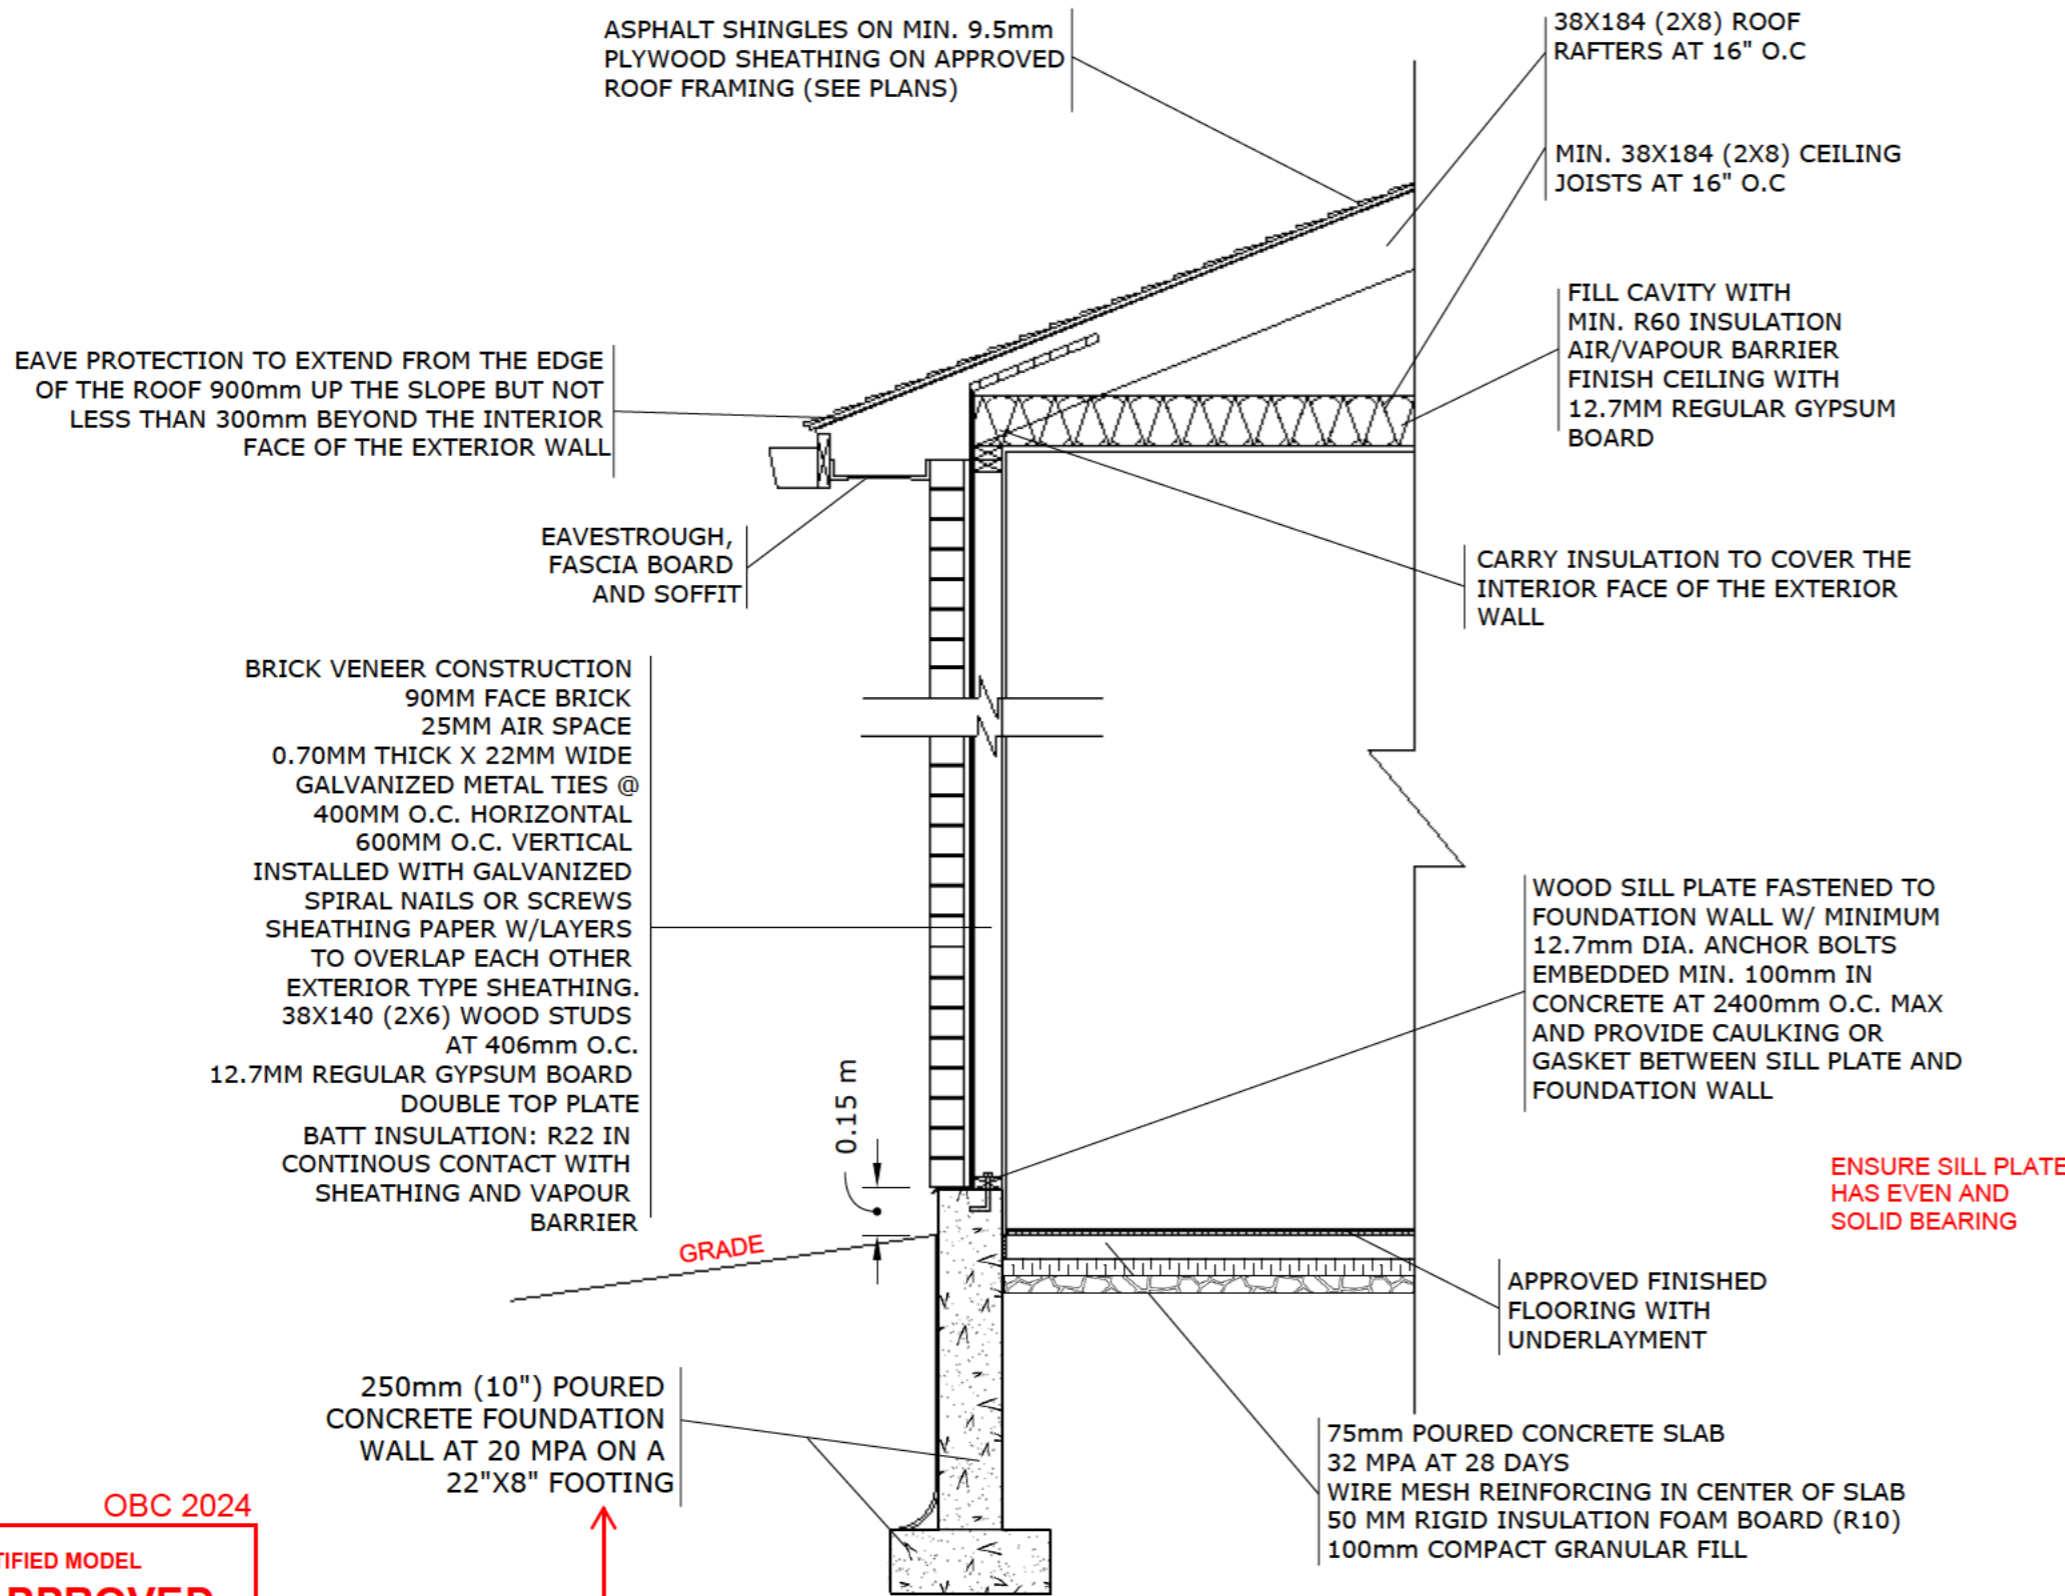 ASPHALT SHINGLES ON MIN. 9.5mm
PLYWOOD SHEATHING ON APPROVED
ROOF FRAMING (SEE PLANS)
38X184 (2X8) ROOF
RAFTERS AT 16" O.C
MIN. 38X184 (2X8) CEILING
JOISTS AT 16" O.C
FILL CAVITY WITH
MIN. R60 INSULATION
AIR/VAPOUR BARRIER
FINISH CEILING WITH
12.7MM REGULAR GYPSUM
BOARD
EAVE PROTECTION TO EXTEND FROM THE EDGE
OF THE ROOF 900mm UP THE SLOPE BUT NOT
LESS THAN 300mm BEYOND THE INTERIOR
FACE OF THE EXTERIOR WALL
EAVESTROUGH,
FASCIA BOARD
AND SOFFIT
CARRY INSULATION TO COVER THE
INTERIOR FACE OF THE EXTERIOR
WALL
BRICK VENEER CONSTRUCTION
90MM FACE BRICK
25MM AIR SPACE
0.70MM THICK X 22MM WIDE
GALVANIZED METAL TIES @
400MM O.C. HORIZONTAL
600MM O.C. VERTICAL
INSTALLED WITH GALVANIZED
SPIRAL NAILS OR SCREWS
SHEATHING PAPER W/LAYERS
TO OVERLAP EACH OTHER
EXTERIOR TYPE SHEATHING.
38X140 (2X6) WOOD STUDS
AT 406mm O.C.
12.7MM REGULAR GYPSUM BOARD
DOUBLE TOP PLATE
BATT INSULATION: R22 IN
CONTINOUS CONTACT WITH
SHEATHING AND VAPOUR
BARRIER
WOOD SILL PLATE FASTENED TO
FOUNDATION WALL W/ MINIMUM
12.7mm DIA. ANCHOR BOLTS
EMBEDDED MIN. 100mm IN
CONCRETE AT 2400mm O.C. MAX
AND PROVIDE CAULKING OR
GASKET BETWEEN SILL PLATE AND
FOUNDATION WALL
0.15 m
ENSURE SILL PLATE
HAS EVEN AND
SOLID BEARING
GRADE
APPROVED FINISHED
FLOORING WITH
UNDERLAYMENT
250mm (10") POURED
CONCRETE FOUNDATION
WALL AT 20 MPA ON A
22"X8" FOOTING
75mm POURED CONCRETE SLAB
32 MPA AT 28 DAYS
WIRE MESH REINFORCING IN CENTER OF SLAB
50 MM RIGID INSULATION FOAM BOARD (R10)
100mm COMPACT GRANULAR FILL
OBC 2024
TIFIED MODEL